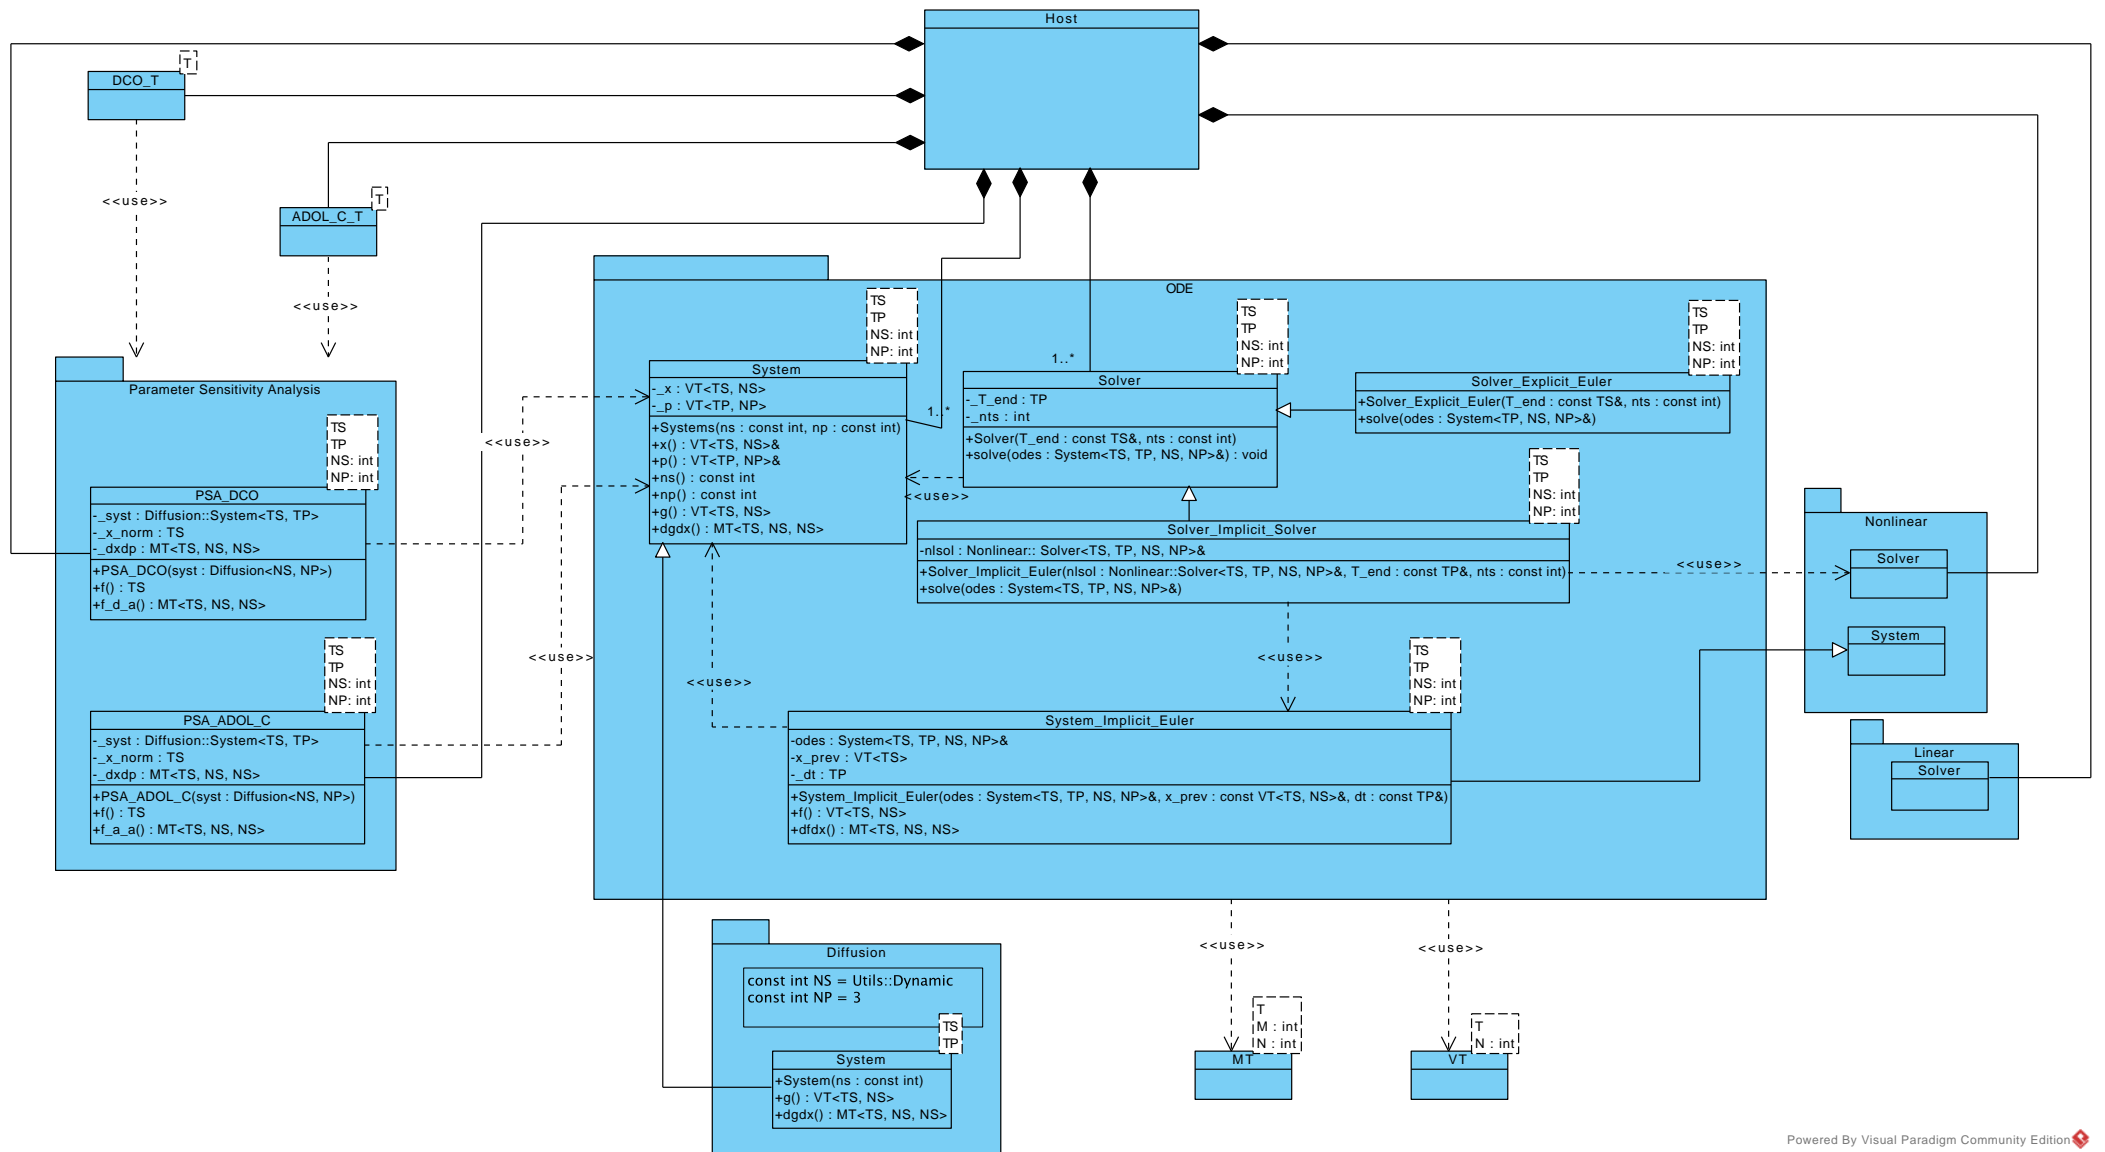 Host
T
DCO_T
<<use>>
T
ADOL_C_T
<<use>>
Parameter Sensitivity Analysis
TS
TP
NS: int
NP: int
PSA_DCO
-_syst : Diffusion::System<TS, TP>
-_x_norm : TS
-_dxdp : MT<TS, NS, NS>
+PSA_DCO(syst : Diffusion<NS, NP>)
+f() : TS
+f_d_a() : MT<TS, NS, NS>
TS
TP
NS: int
NP: int
PSA_ADOL_C
-_syst : Diffusion::System<TS, TP>
-_x_norm : TS
-_dxdp : MT<TS, NS, NS>
+PSA_ADOL_C(syst : Diffusion<NS, NP>)
+f() : TS
+f_a_a() : MT<TS, NS, NS>
<<use>>
<<use>>
ODE
TS
TP
NS: int
NP: int
System
-_x : VT<TS, NS>
-_p : VT<TP, NP>
+Systems(ns : const int, np : const int)
+x() : VT<TS, NS>&
+p() : VT<TP, NP>&
+ns() : const int
+np() : const int
+g() : VT<TS, NS>
+dgdx() : MT<TS, NS, NS>
1..*
1..*
<<use>>
TS
TP
NS: int
NP: int
Solver
-_T_end : TP
-_nts : int
+Solver(T_end : const TS&, nts : const int)
+solve(odes : System<TS, TP, NS, NP>&) : void
TS
TP
NS: int
NP: int
Solver_Explicit_Euler
+Solver_Explicit_Euler(T_end : const TS&, nts : const int)
+solve(odes : System<TP, NS, NP>&)
TS
TP
NS: int
NP: int
Solver_Implicit_Solver
-nlsol : Nonlinear:: Solver<TS, TP, NS, NP>&
+Solver_Implicit_Euler(nlsol : Nonlinear::Solver<TS, TP, NS, NP>&, T_end : const TP&, nts : const int)
+solve(odes : System<TS, TP, NS, NP>&)
<<use>>
<<use>>
<<use>>
TS
TP
NS: int
NP: int
System_Implicit_Euler
-odes : System<TS, TP, NS, NP>&
-x_prev : VT<TS>
-_dt : TP
+System_Implicit_Euler(odes : System<TS, TP, NS, NP>&, x_prev : const VT<TS, NS>&, dt : const TP&)
+f() : VT<TS, NS>
+dfdx() : MT<TS, NS, NS>
Nonlinear
Solver
System
Linear
Solver
Diffusion
const int NS = Utils::Dynamic
const int NP = 3
TS
TP
System
+System(ns : const int)
+g() : VT<TS, NS>
+dgdx() : MT<TS, NS, NS>
<<use>>
T
M : int
N : int
MT
<<use>>
T
N : int
VT
Powered By Visual Paradigm Community Edition